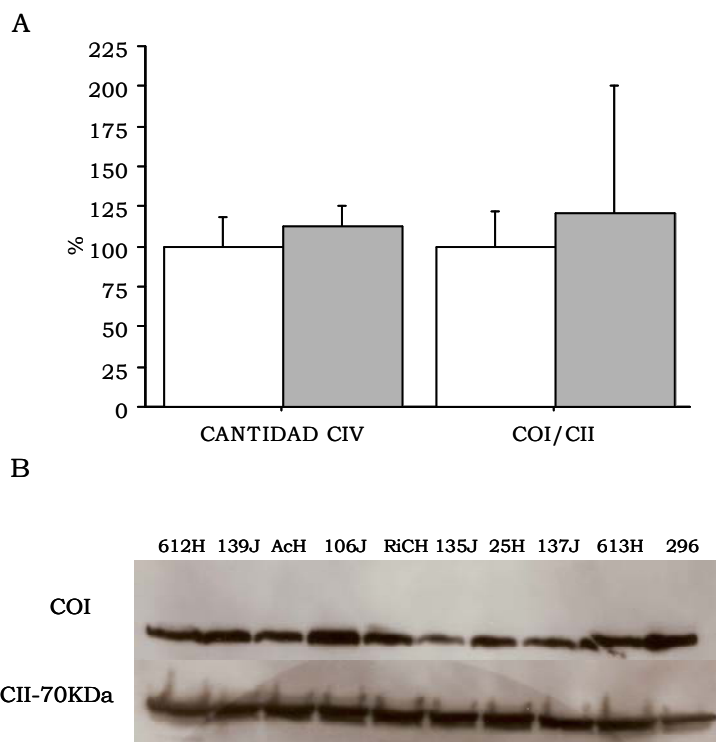 A
225
200
175
150
125
100
75
50
25
0
%
CANTIDAD CIV COI/CII
B
612H 139J AcH 106J RiCH 135J 25H 137J 613H 296
COI
CII-70KDa